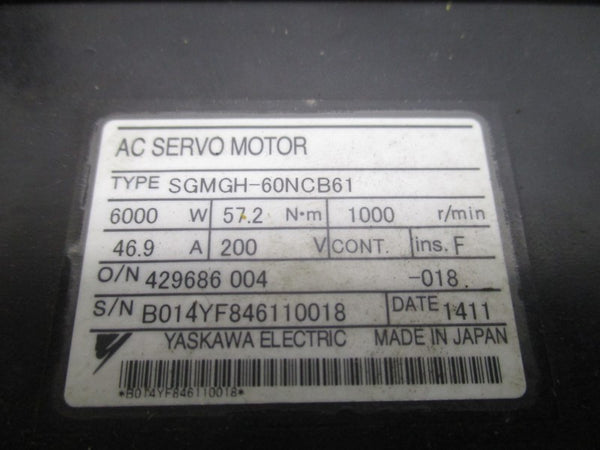 AC SERVO MOTOR
TYPE SGMGH-60NCB61
6000 W 57.2 N·m 1000 r/min
46.9 A 200 V CONT. ins. F
O/N 429686 004 -018.
S/N B014YF846110018 DATE 1411
YASKAWA ELECTRIC MADE IN JAPAN
*B014YF846110018*